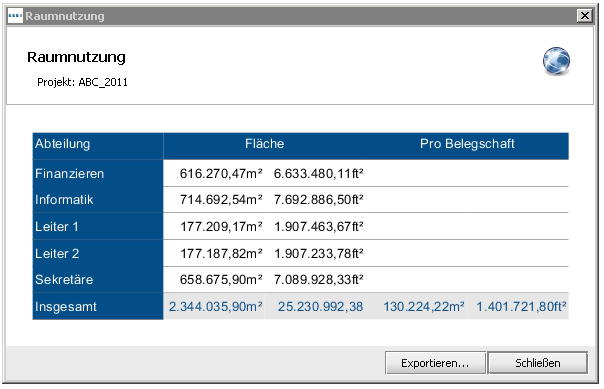 Raumnutzung
Raumnutzung
Projekt: ABC_2011
Abteilung Fläche Pro Belegschaft
Finanzieren 616.270,47m² 6.633.480,11ft²
Informatik 714.692,54m² 7.692.886,50ft²
Leiter 1 177.209,17m² 1.907.463,67ft²
Leiter 2 177.187,82m² 1.907.233,78ft²
Sekretäre 658.675,90m² 7.089.928,33ft²
Insgesamt 2.344.035,90m² 25.230.992,38 130.224,22m² 1.401.721,80ft²
Exportieren... Schließen